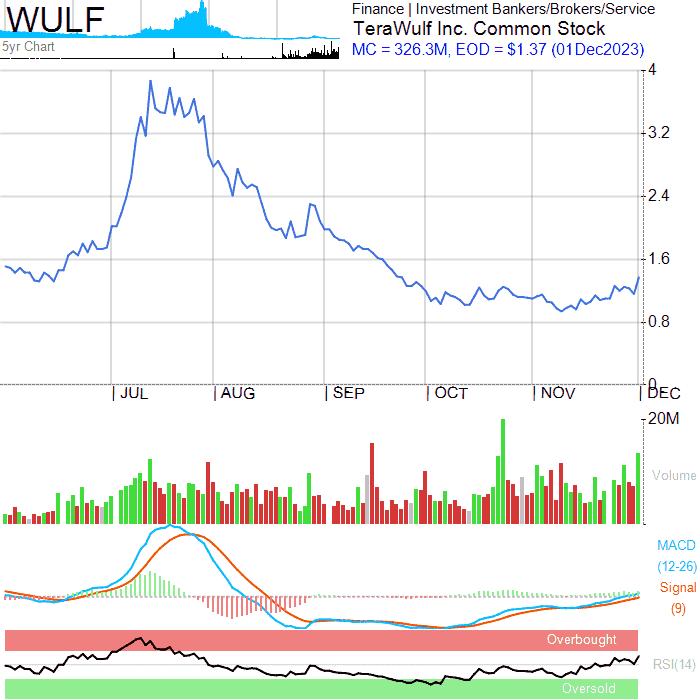 WULF
5yr Chart
Finance | Investment Bankers/Brokers/Service
TeraWulf Inc. Common Stock
MC = 326.3M, EOD = $1.37 (01Dec2023)
4
3.2
2.4
1.6
0.8
0
JUL
AUG
SEP
OCT
NOV
DEC
20M
Volume
MACD
(12-26)
Signal
(9)
Overbought
RSI(14)
Oversold